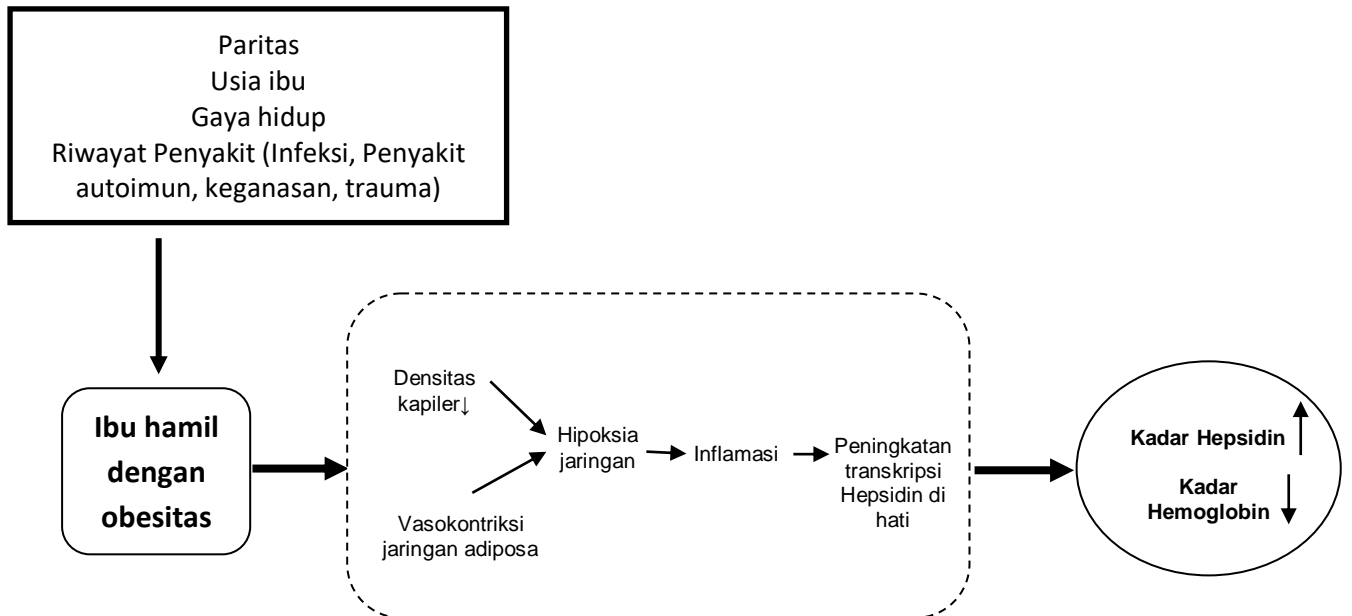 Paritas
Usia ibu
Gaya hidup
Riwayat Penyakit (Infeksi, Penyakit
autoimun, keganasan, trauma)
Ibu hamil
dengan
obesitas
Densitas
kapiler↓
Vasokontriksi
jaringan adiposa
Hipoksia
jaringan
Inflamasi
Peningkatan
transkripsi
Hepsidin di
hati
Kadar Hepsidin
Kadar
Hemoglobin